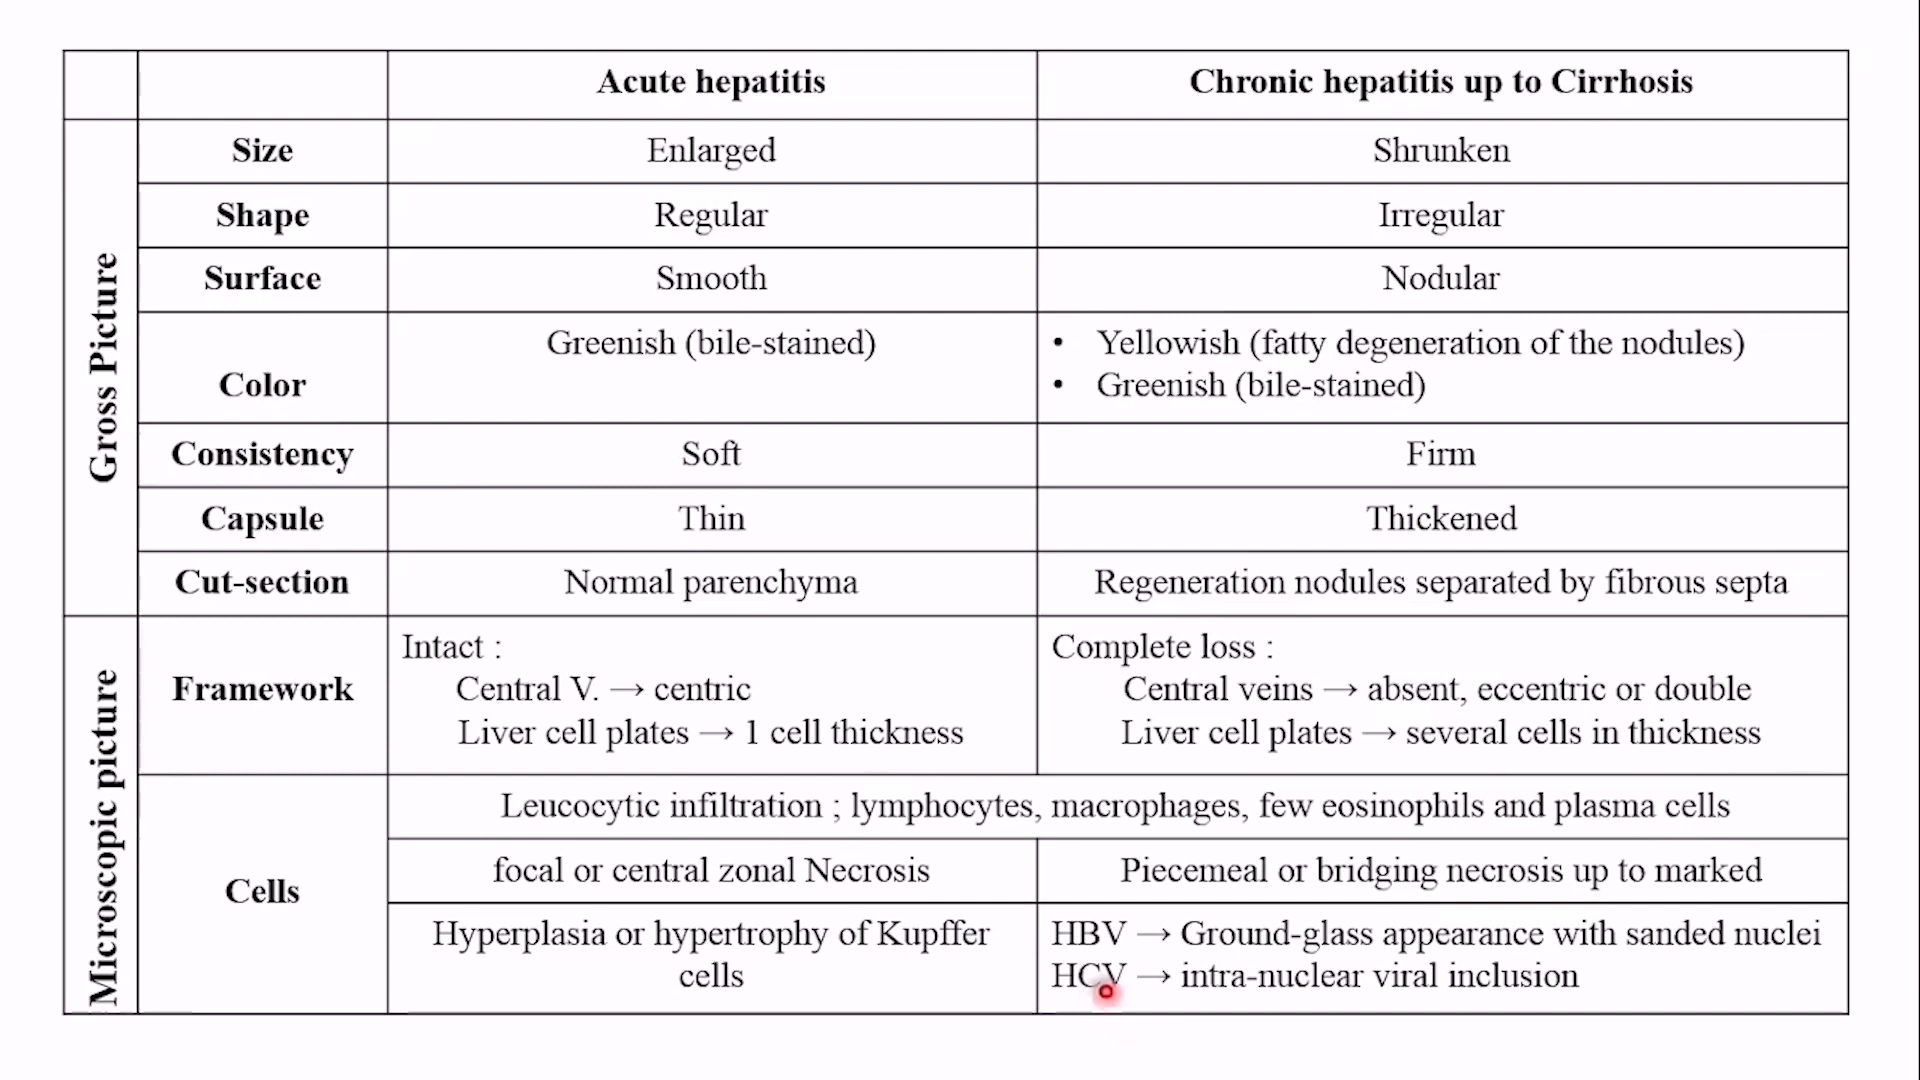 Acute hepatitis
Chronic hepatitis up to Cirrhosis
Gross Picture
Size
Enlarged
Shrunken
Shape
Regular
Irregular
Surface
Smooth
Nodular
Color
Greenish (bile-stained)
• Yellowish (fatty degeneration of the nodules)
• Greenish (bile-stained)
Consistency
Soft
Firm
Capsule
Thin
Thickened
Cut-section
Normal parenchyma
Regeneration nodules separated by fibrous septa
Microscopic picture
Framework
Intact :
Central V. → centric
Liver cell plates → 1 cell thickness
Complete loss :
Central veins → absent, eccentric or double
Liver cell plates → several cells in thickness
Cells
Leucocytic infiltration ; lymphocytes, macrophages, few eosinophils and plasma cells
focal or central zonal Necrosis
Piecemeal or bridging necrosis up to marked
Hyperplasia or hypertrophy of Kupffer
cells
HBV → Ground-glass appearance with sanded nuclei
HCV → intra-nuclear viral inclusion